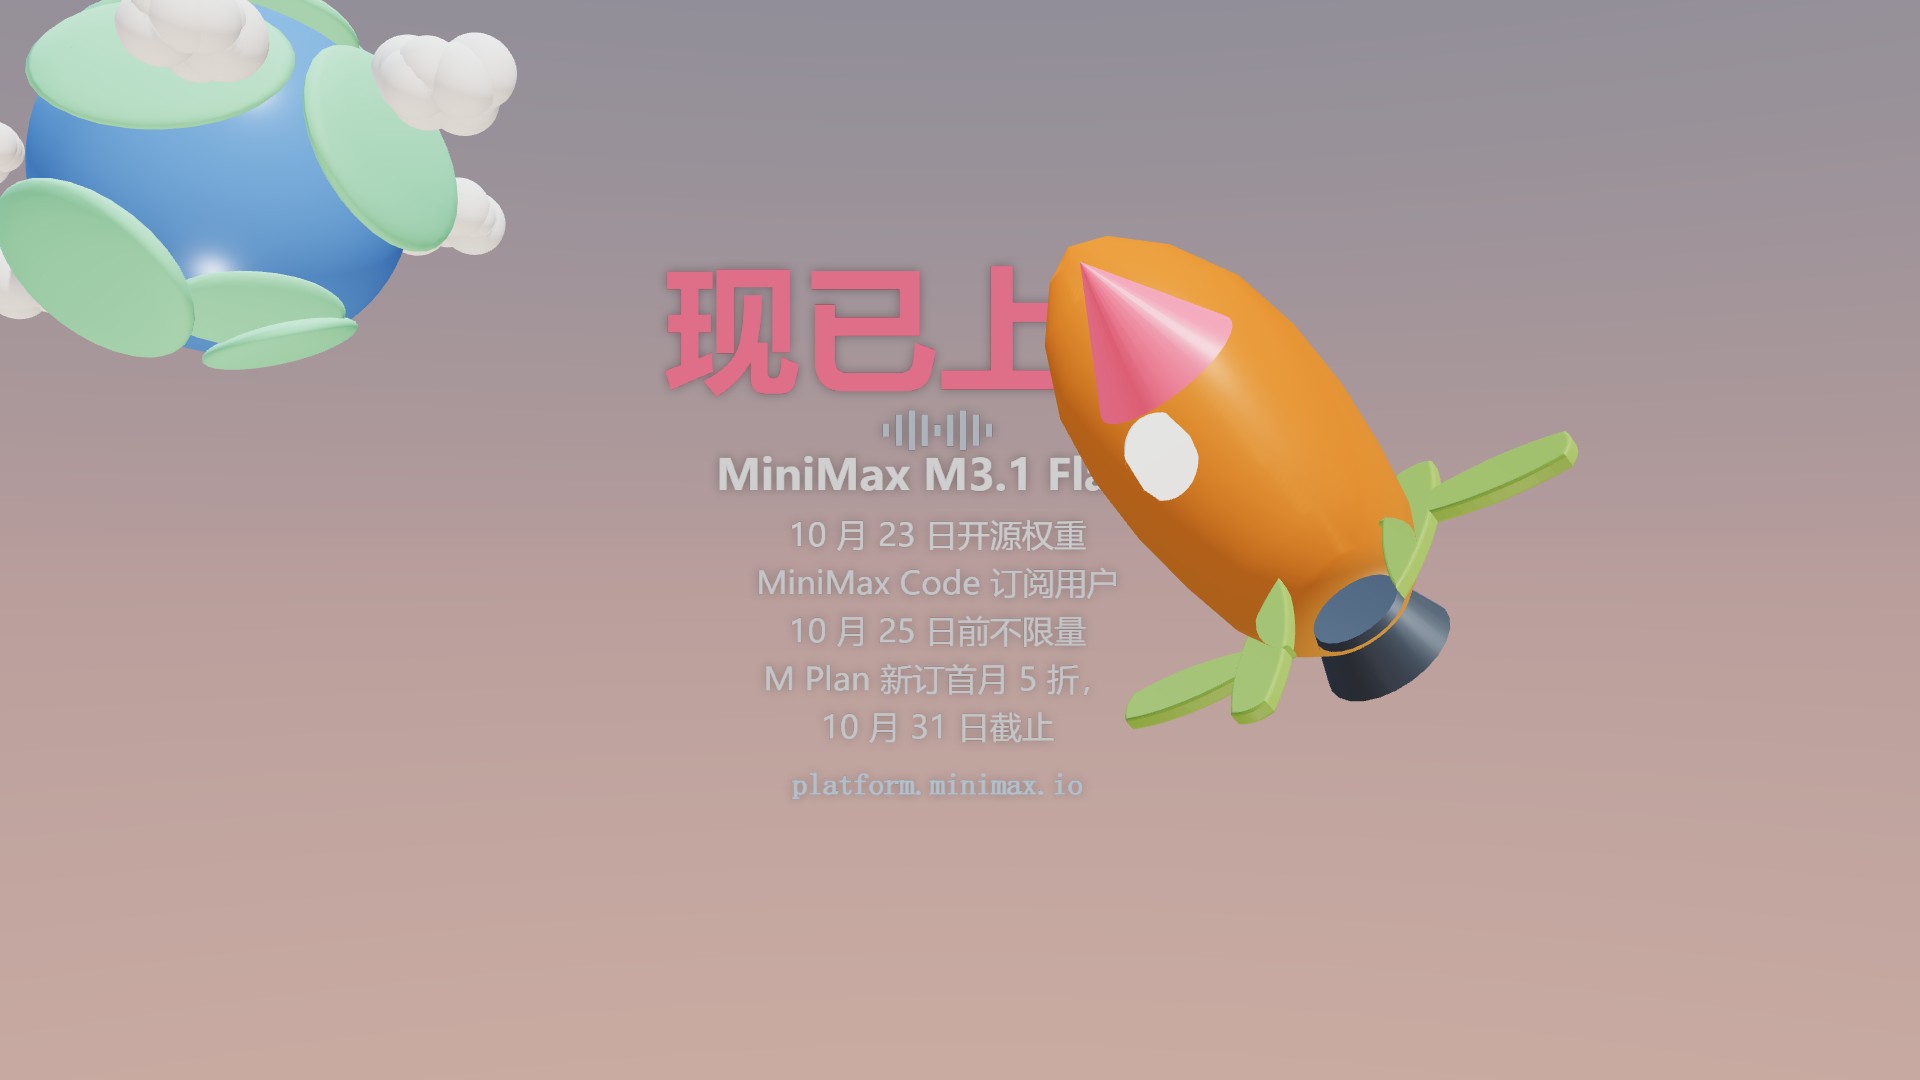 现已上
MiniMax M3.1
10 月 23 日开源权重
MiniMax Code 订阅用户
10 月 25 日前不限量
M Plan 新订首月 5 折，
10 月 31 日截止
platform.minimax.io